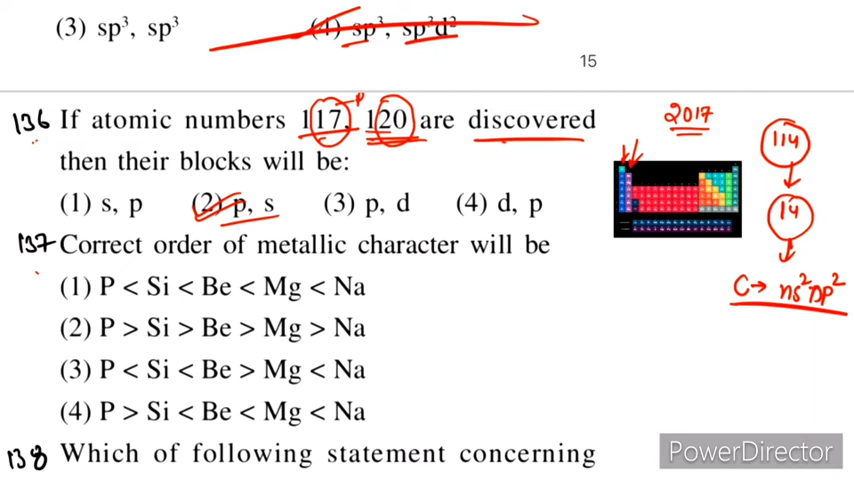 (3) sp³, sp³ (4) sp³, sp³d²
15
136 If atomic numbers 117, 120 are discovered
then their blocks will be:
(1) s, p (2) p, s (3) p, d (4) d, p
137 Correct order of metallic character will be
(1) P < Si < Be < Mg < Na
(2) P > Si > Be > Mg > Na
(3) P < Si < Be > Mg < Na
(4) P > Si < Be < Mg < Na
138 Which of following statement concerning
P
2017
114
14
C → ns² np²
PowerDirector